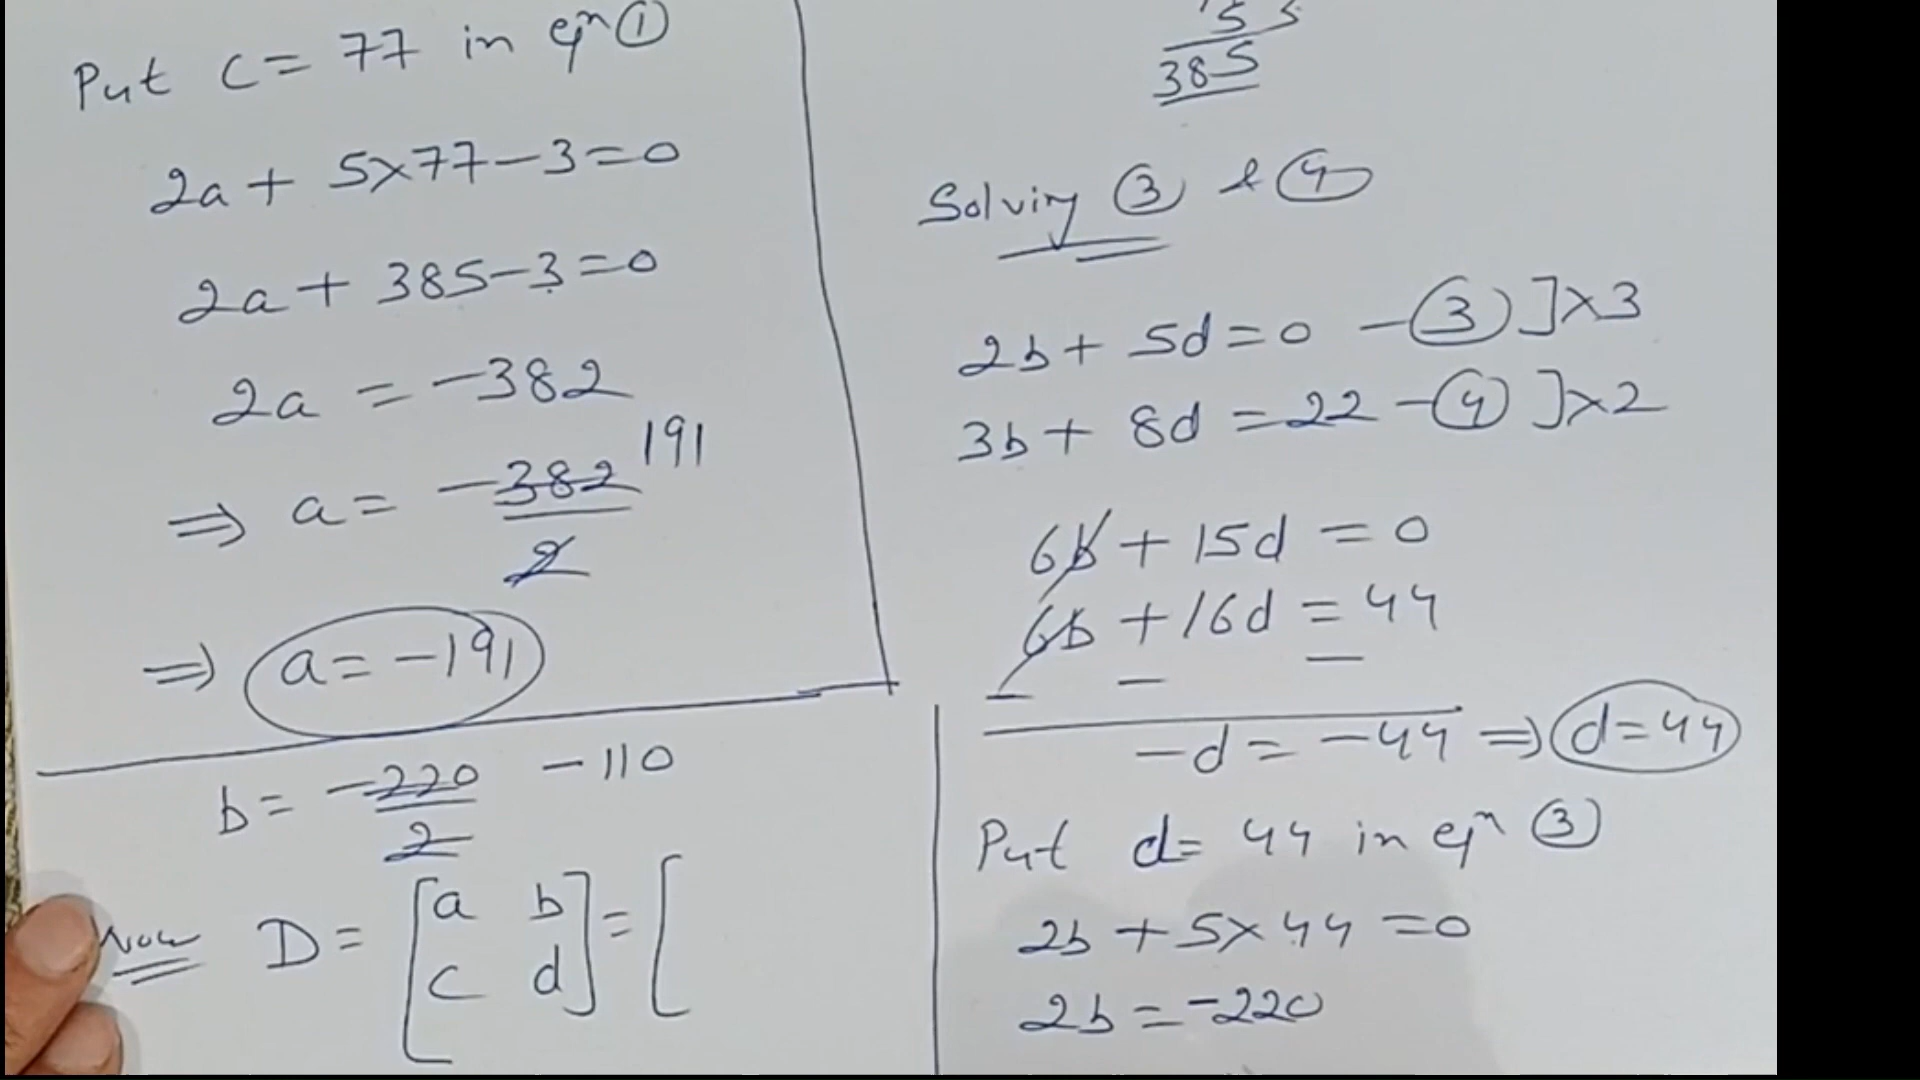 Put c = 77 in eqⁿ ①
2a + 5×77 – 3 = 0
2a + 385 – 3 = 0
2a = – 382
⇒ a = – 382/2 191
⇒ a = – 191
b = – 220/2 – 110
Now D = [a b
c d] = [
385
Solving ③ & ④
2b + 5d = 0 – ③ ] × 3
3b + 8d = 22 – ④ ] × 2
6b + 15d = 0
6b + 16d = 44
– – –
– d = – 44 ⇒ d = 44
Put d = 44 in eqⁿ ③
2b + 5 × 44 = 0
2b = – 220